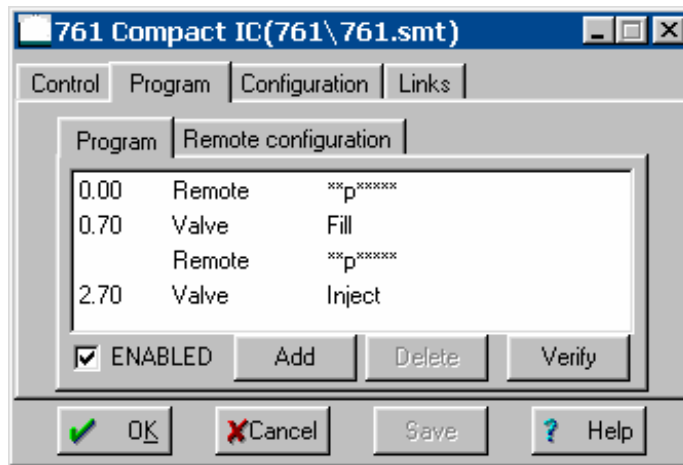 761 Compact IC(761\761.smt)
Control Program Configuration Links
Program Remote configuration
0.00 Remote **p*****
0.70 Valve Fill
Remote **p*****
2.70 Valve Inject
ENABLED Add Delete Verify
OK Cancel Save ? Help